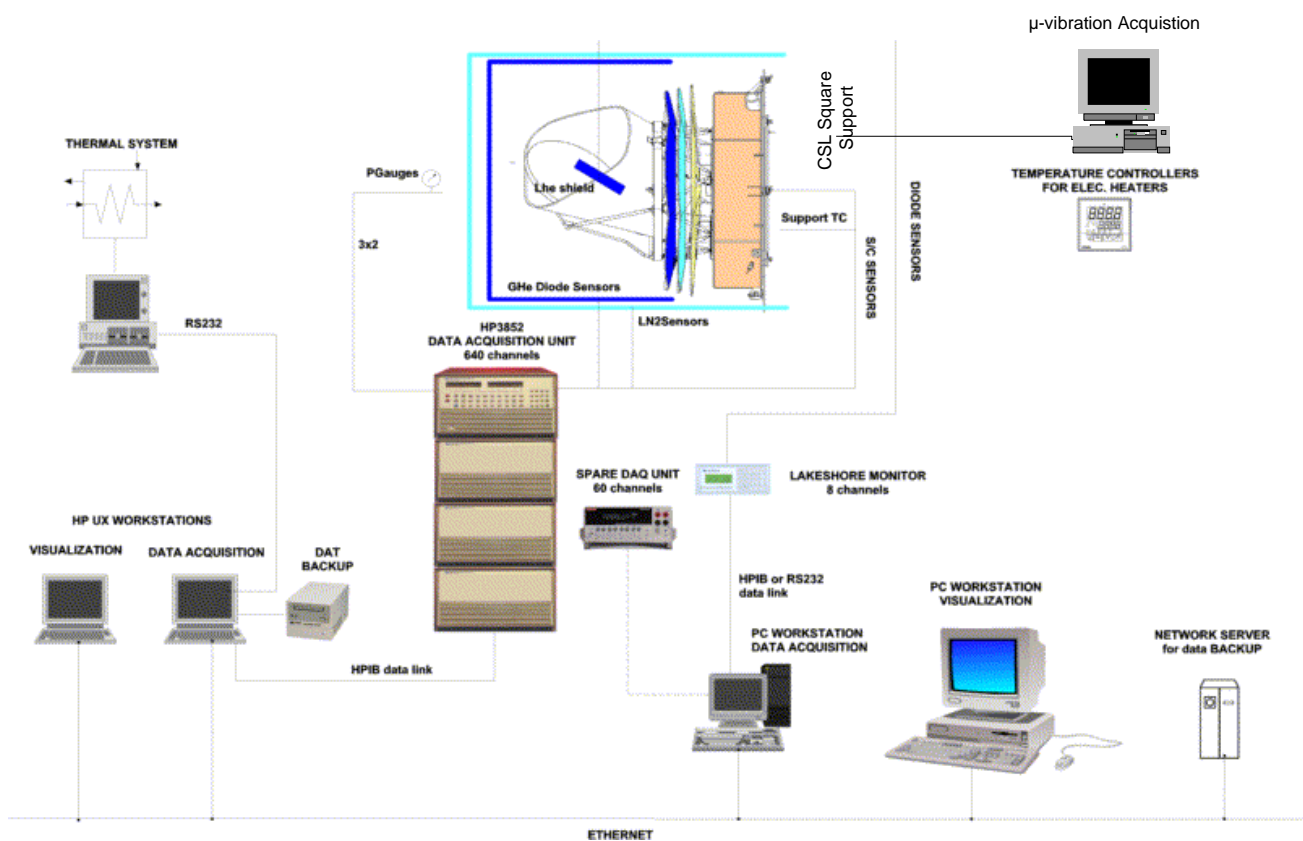 µ-vibration Acquistion
CSL Square
Support
THERMAL SYSTEM
PGauges
Lhe shield
Support TC
TEMPERATURE CONTROLLERS
FOR ELEC. HEATERS
DIODE SENSORS
S/C SENSORS
3x2
GHe Diode Sensors
LN2Sensors
RS232
HP3852
DATA ACQUISITION UNIT
640 channels
SPARE DAQ UNIT
60 channels
LAKESHORE MONITOR
8 channels
HP UX WORKSTATIONS
VISUALIZATION
DATA ACQUISITION
DAT
BACKUP
HPIB or RS232
data link
PC WORKSTATION
VISUALIZATION
PC WORKSTATION
DATA ACQUISITION
NETWORK SERVER
for data BACKUP
HPIB data link
ETHERNET